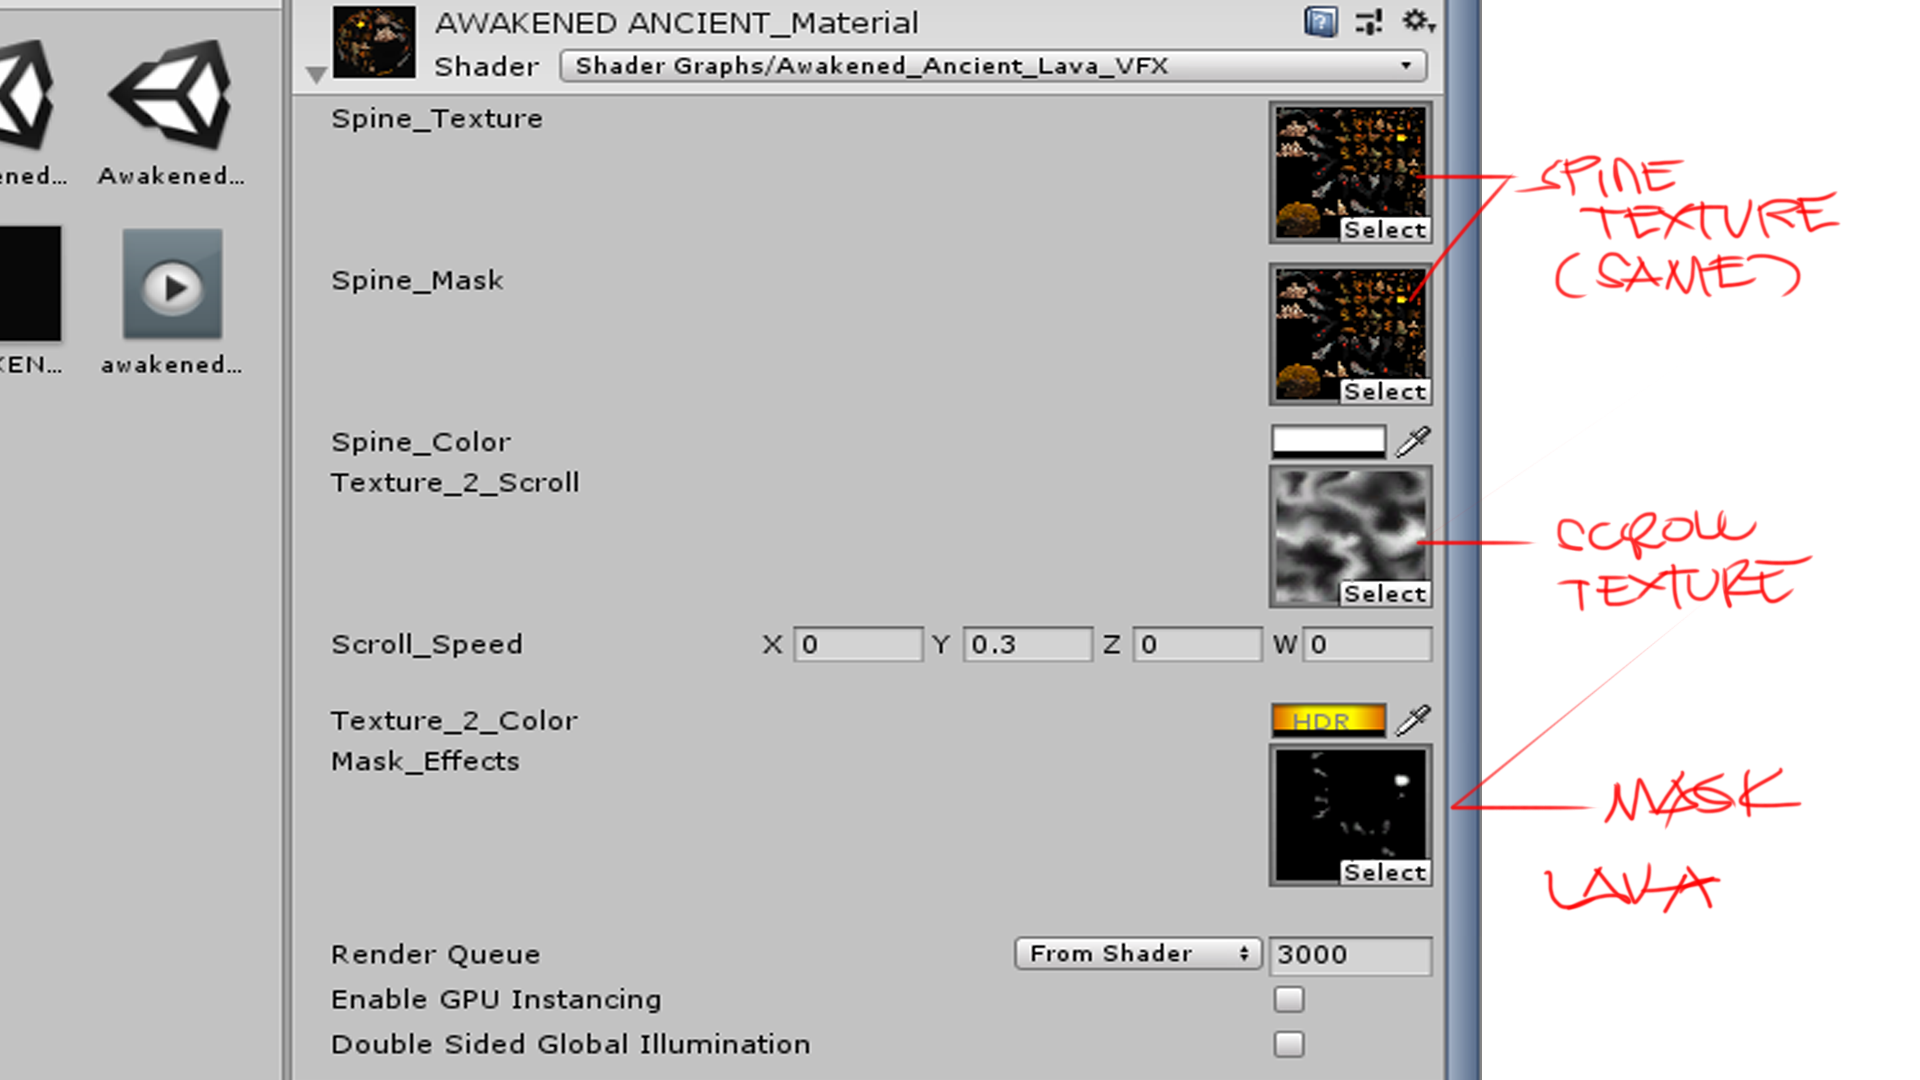 AWAKENED ANCIENT_Material
Shader Shader Graphs/Awakened_Ancient_Lava_VFX
ened... Awakened...
KEN... awakened...
Spine_Texture
Select
SPINE
TEXTURE
(SAME)
Spine_Mask
Select
Spine_Color
Texture_2_Scroll
Select
SCROLL
TEXTURE
Scroll_Speed X 0 Y 0.3 Z 0 W 0
Texture_2_Color HDR
Mask_Effects
Select
MASK
LAVA
Render Queue From Shader 3000
Enable GPU Instancing
Double Sided Global Illumination